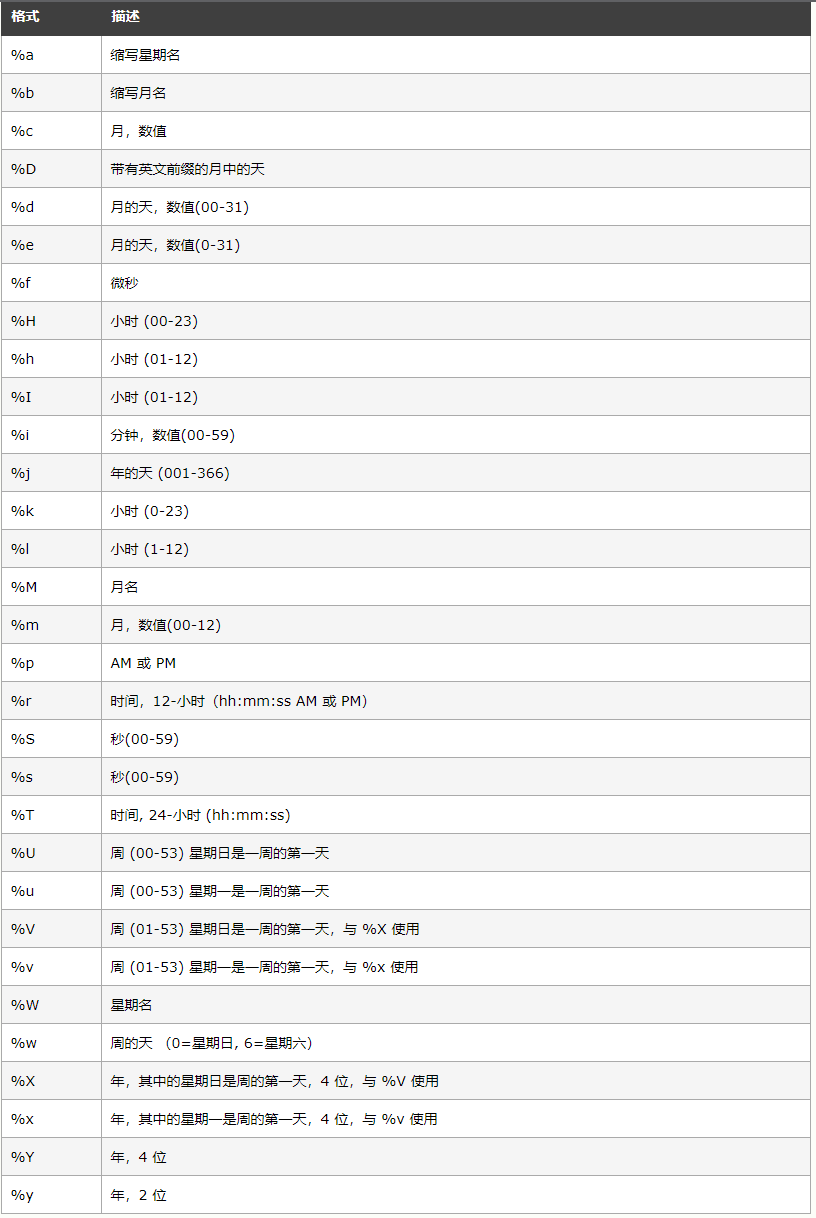 格式 描述
%a 缩写星期名
%b 缩写月名
%c 月，数值
%D 带有英文前缀的月中的天
%d 月的天，数值(00-31)
%e 月的天，数值(0-31)
%f 微秒
%H 小时 (00-23)
%h 小时 (01-12)
%I 小时 (01-12)
%i 分钟，数值(00-59)
%j 年的天 (001-366)
%k 小时 (0-23)
%l 小时 (1-12)
%M 月名
%m 月，数值(00-12)
%p AM 或 PM
%r 时间，12-小时（hh:mm:ss AM 或 PM）
%S 秒(00-59)
%s 秒(00-59)
%T 时间, 24-小时 (hh:mm:ss)
%U 周 (00-53) 星期日是一周的第一天
%u 周 (00-53) 星期一是一周的第一天
%V 周 (01-53) 星期日是一周的第一天，与 %X 使用
%v 周 (01-53) 星期一是一周的第一天，与 %x 使用
%W 星期名
%w 周的天 （0=星期日, 6=星期六）
%X 年，其中的星期日是周的第一天，4 位，与 %V 使用
%x 年，其中的星期一是周的第一天，4 位，与 %v 使用
%Y 年，4 位
%y 年，2 位